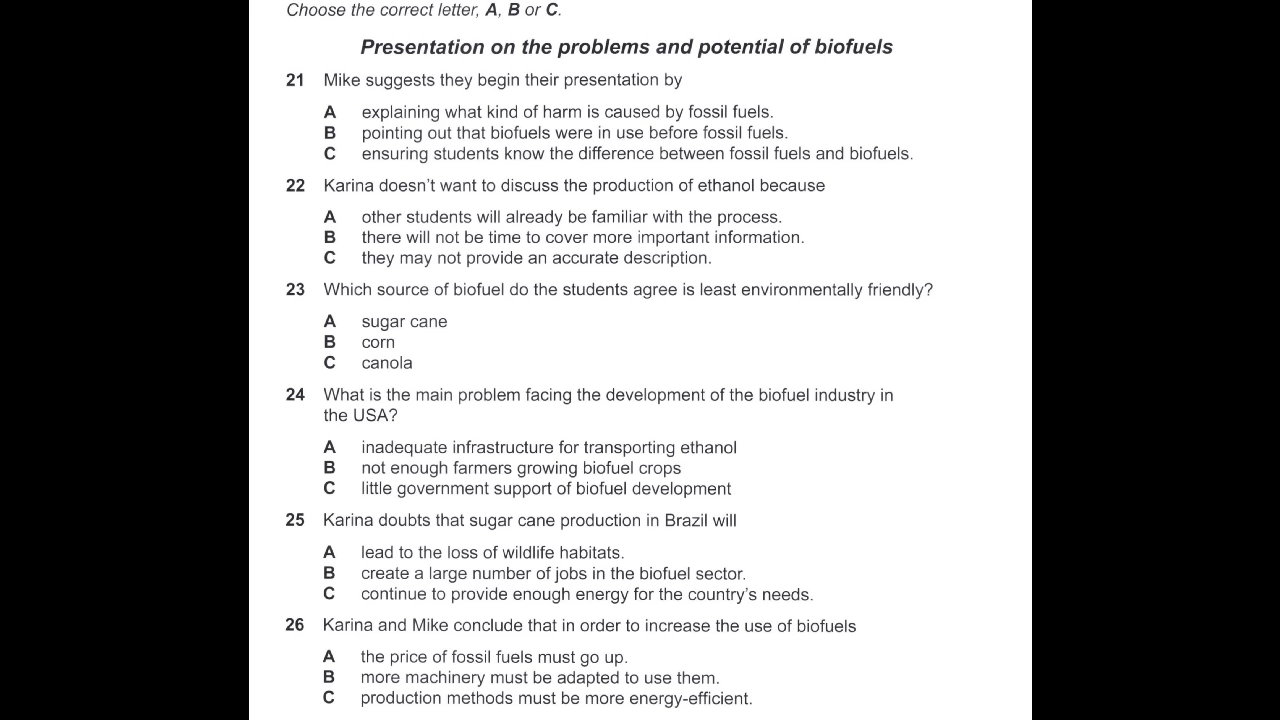 Choose the correct letter, A, B or C.
Presentation on the problems and potential of biofuels
21 Mike suggests they begin their presentation by
A explaining what kind of harm is caused by fossil fuels.
B pointing out that biofuels were in use before fossil fuels.
C ensuring students know the difference between fossil fuels and biofuels.
22 Karina doesn't want to discuss the production of ethanol because
A other students will already be familiar with the process.
B there will not be time to cover more important information.
C they may not provide an accurate description.
23 Which source of biofuel do the students agree is least environmentally friendly?
A sugar cane
B corn
C canola
24 What is the main problem facing the development of the biofuel industry in
the USA?
A inadequate infrastructure for transporting ethanol
B not enough farmers growing biofuel crops
C little government support of biofuel development
25 Karina doubts that sugar cane production in Brazil will
A lead to the loss of wildlife habitats.
B create a large number of jobs in the biofuel sector.
C continue to provide enough energy for the country's needs.
26 Karina and Mike conclude that in order to increase the use of biofuels
A the price of fossil fuels must go up.
B more machinery must be adapted to use them.
C production methods must be more energy-efficient.